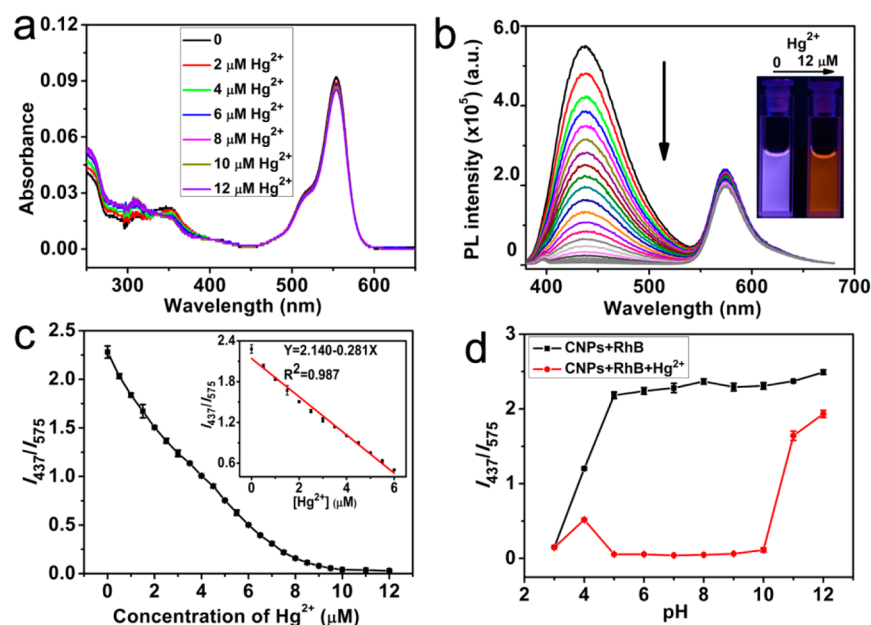 a
0.12
0.09
0.06
0.03
0.00
Absorbance
0
2 μM Hg²⁺
4 μM Hg²⁺
6 μM Hg²⁺
8 μM Hg²⁺
10 μM Hg²⁺
12 μM Hg²⁺
300 400 500 600
Wavelength (nm)
b
6.0
4.0
2.0
0
PL intensity (x10⁵) (a.u.)
Hg²⁺
0 12 μM
400 500 600 700
Wavelength (nm)
c
2.5
2.0
1.5
1.0
0.5
0.0
I₄₃₇/I₅₇₅
2.4
1.8
1.2
0.6
I₄₃₇/I₅₇₅
Y=2.140-0.281X
R²=0.987
0 1 2 3 4 5 6
[Hg²⁺] (μM)
0 2 4 6 8 10 12
Concentration of Hg²⁺ (μM)
d
3
2
1
0
I₄₃₇/I₅₇₅
CNPs+RhB
CNPs+RhB+Hg²⁺
2 4 6 8 10 12
pH